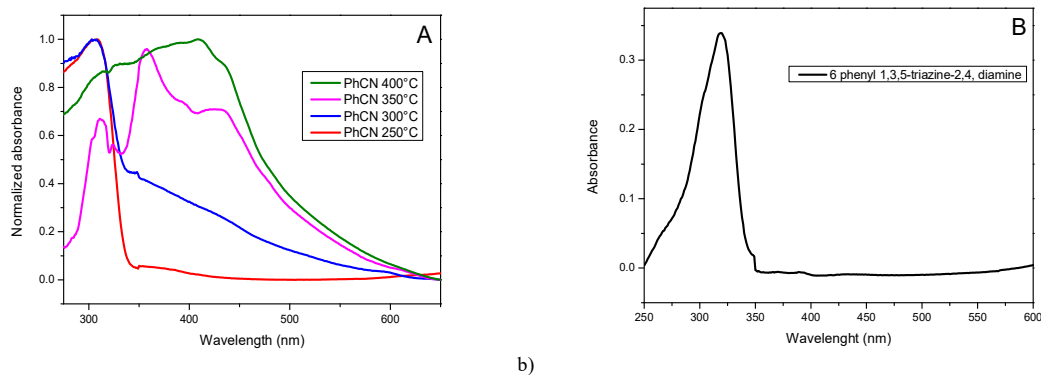 A
1.0
0.8
0.6
0.4
0.2
0.0
Normalized absorbance
PhCN 400°C
PhCN 350°C
PhCN 300°C
PhCN 250°C
300
400
500
600
Wavelength (nm)
B
0.3
0.2
0.1
0.0
Absorbance
6 phenyl 1,3,5-triazine-2,4, diamine
250
300
350
400
450
500
550
600
Wavelenght (nm)
b)